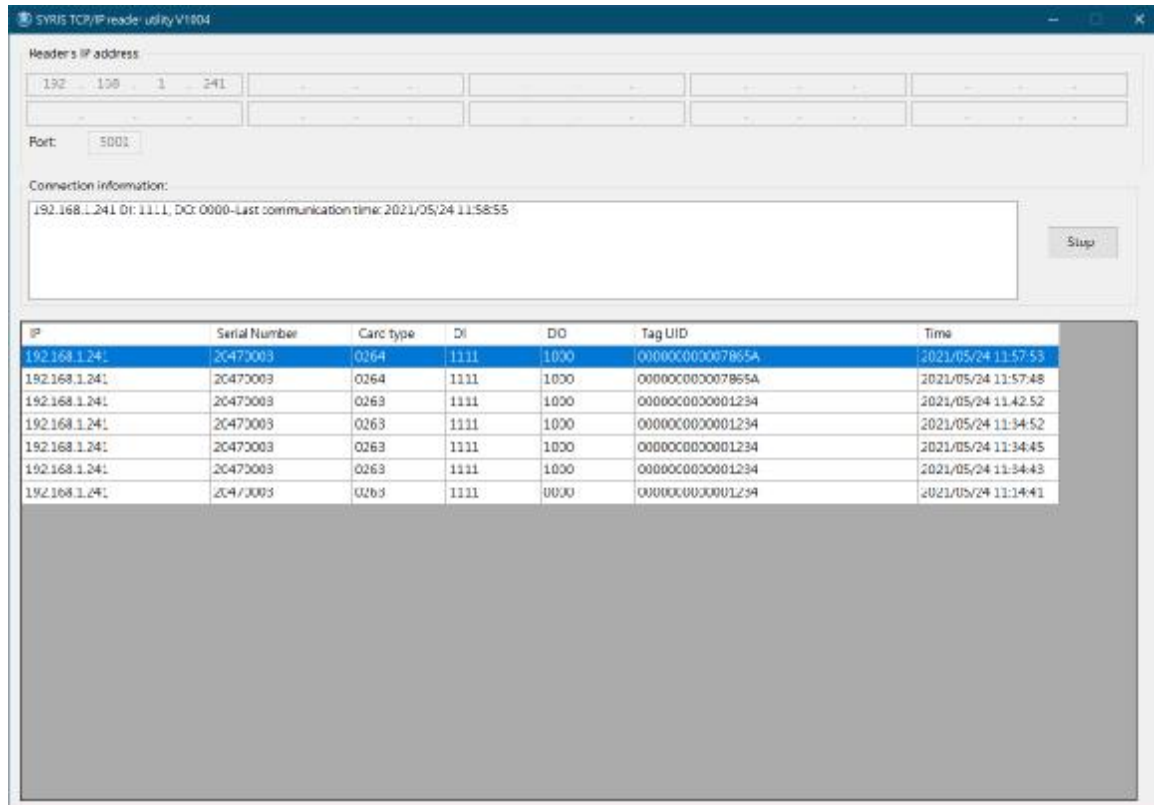 SYRIS TCP/IP reader utility V1004
Reader's IP address
192 . 168 . 1 . 241
Port: 5001
Connection information:
192.168.1.241 DI: 1111, DO: 0000-Last communication time: 2021/05/24 11:58:55
Stop
IP Serial Number Card type DI DO Tag UID Time
192.168.1.241 20470003 0264 1111 1000 000000000007865A 2021/05/24 11:57:53
192.168.1.241 20470003 0264 1111 1000 000000000007865A 2021/05/24 11:57:48
192.168.1.241 20470003 0263 1111 1000 0000000000001234 2021/05/24 11:42:52
192.168.1.241 20470003 0263 1111 1000 0000000000001234 2021/05/24 11:34:52
192.168.1.241 20470003 0263 1111 1000 0000000000001234 2021/05/24 11:34:45
192.168.1.241 20470003 0263 1111 1000 0000000000001234 2021/05/24 11:34:43
192.168.1.241 20470003 0263 1111 0000 0000000000001234 2021/05/24 11:14:41